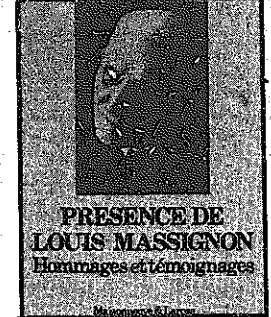 PRESENCE DE
LOUIS MASSIGNON
Hommages et témoignages
Maisonneuve & Larose